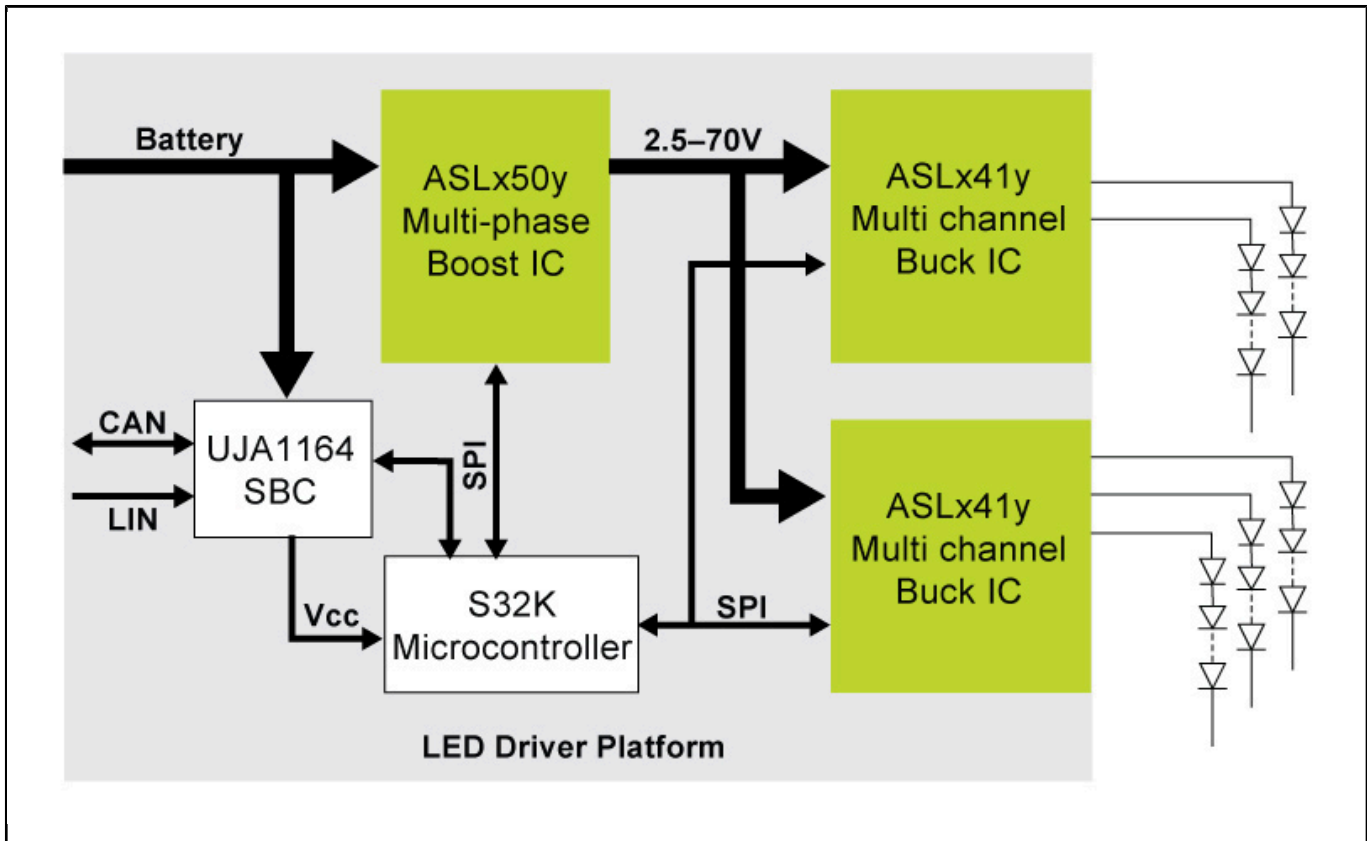 Battery
ASLx50y
Multi-phase
Boost IC
2.5–70V
ASLx41y
Multi channel
Buck IC
CAN
LIN
UJA1164
SBC
SPI
Vcc
S32K
Microcontroller
SPI
ASLx41y
Multi channel
Buck IC
LED Driver Platform